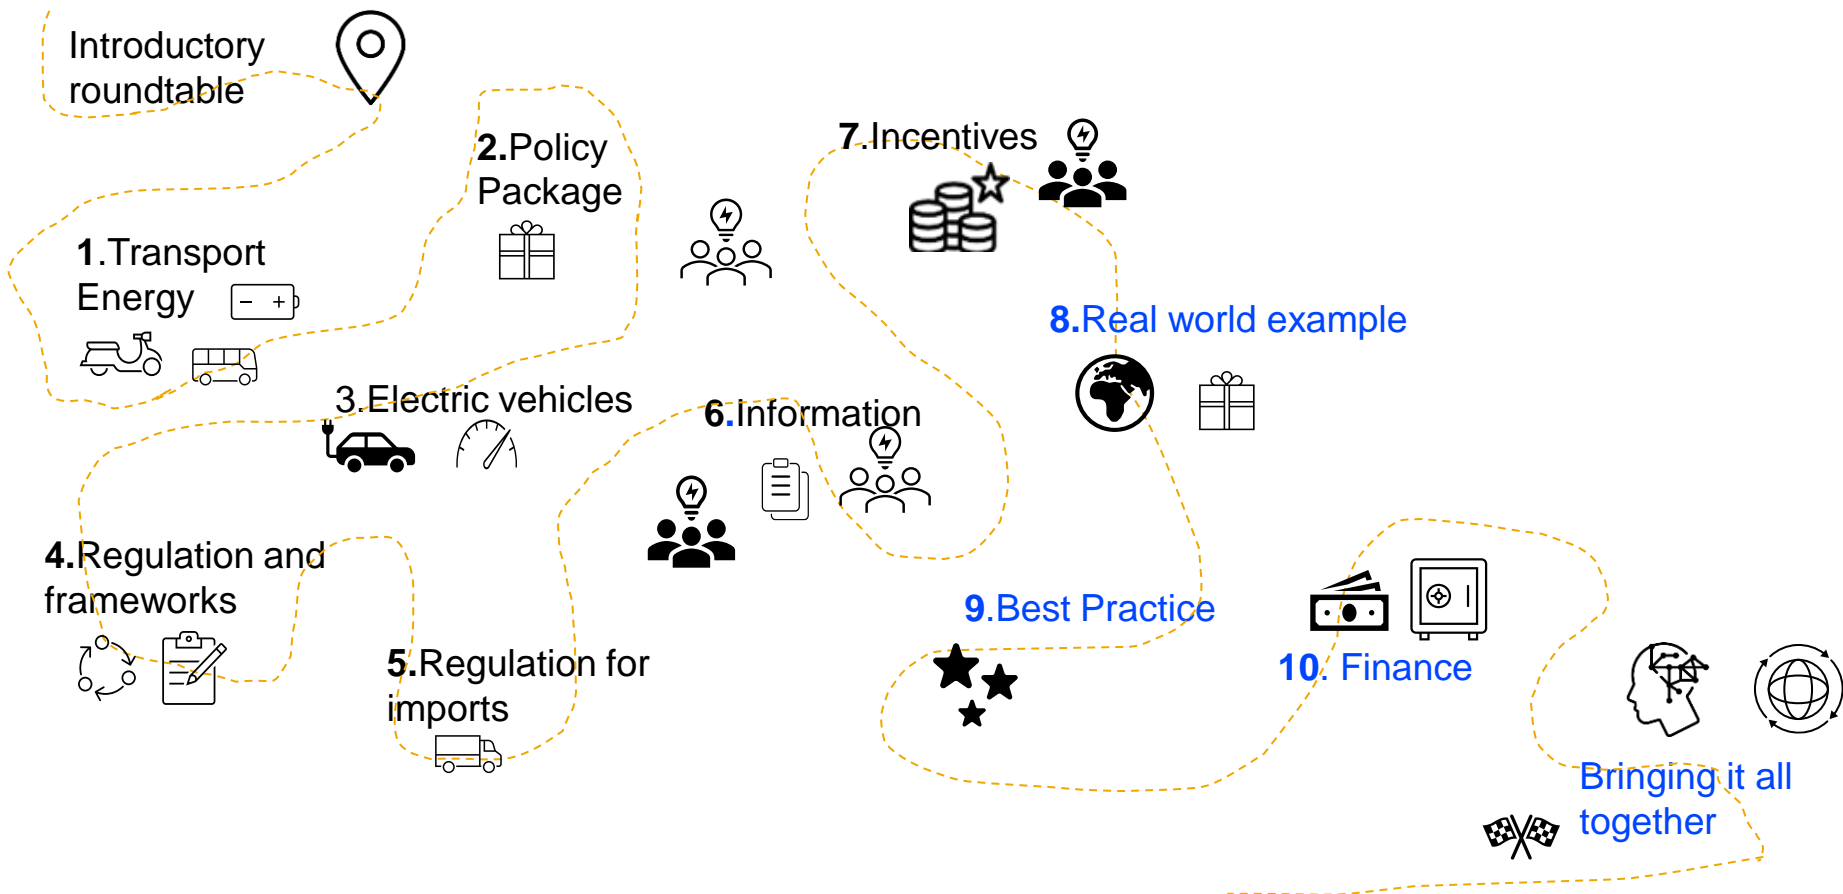 Introductory
roundtable
1.Transport
Energy
2.Policy
Package
3.Electric vehicles
4.Regulation and
frameworks
5.Regulation for
imports
6.Information
7.Incentives
8.Real world example
9.Best Practice
10. Finance
Bringing it all
together